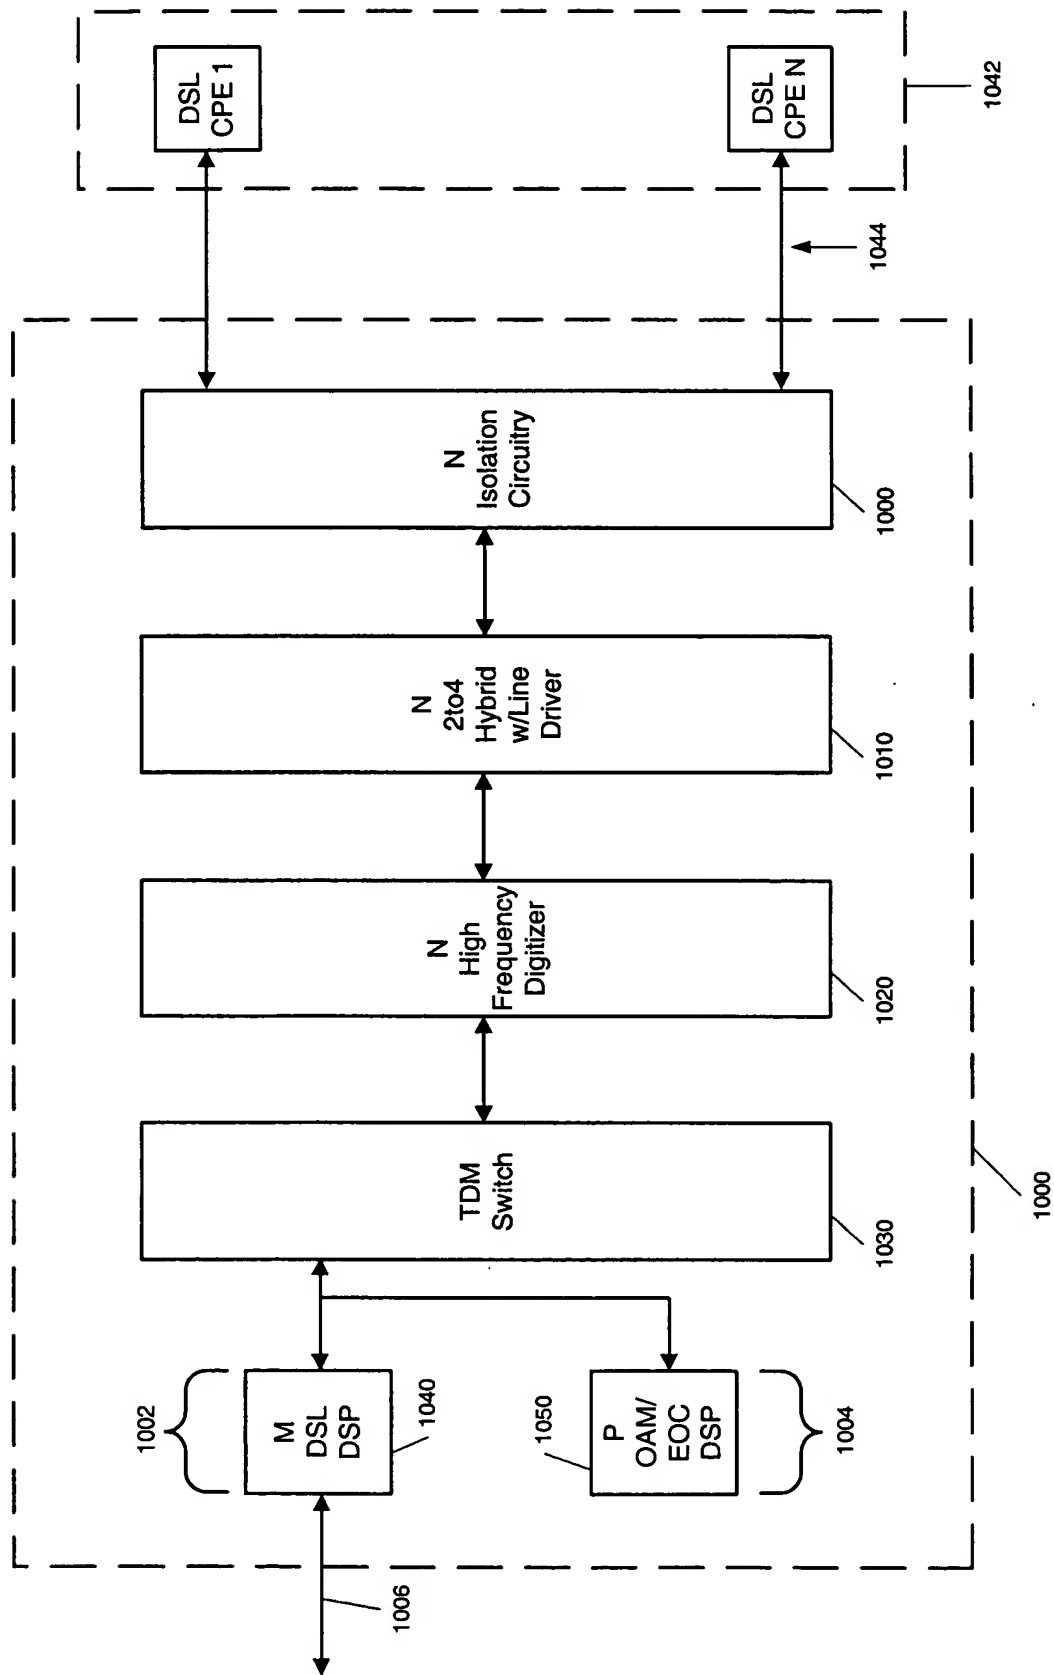 DSL
CPE 1
DSL
CPE N
1042
1044
N
Isolation
Circuitry
1000
N
2to4
Hybrid
w/Line
Driver
1010
N
High
Frequency
Digitizer
1020
TDM
Switch
1030
1000
1002
M
DSL
DSP
1040
1050
P
OAM/
EOC
DSP
1004
1006